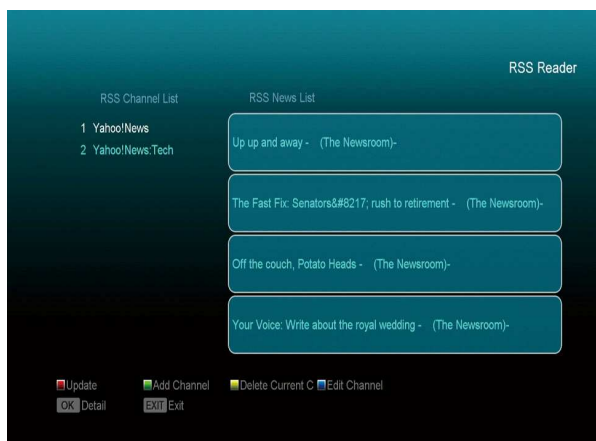 RSS Reader
RSS Channel List RSS News List
1 Yahoo!News
2 Yahoo!News:Tech
Up up and away - (The Newsroom)-
The Fast Fix: Senators&#8217; rush to retirement - (The Newsroom)-
Off the couch, Potato Heads - (The Newsroom)-
Your Voice: Write about the royal wedding - (The Newsroom)-
Update Add Channel Delete Current C Edit Channel
OK Detail EXIT Exit